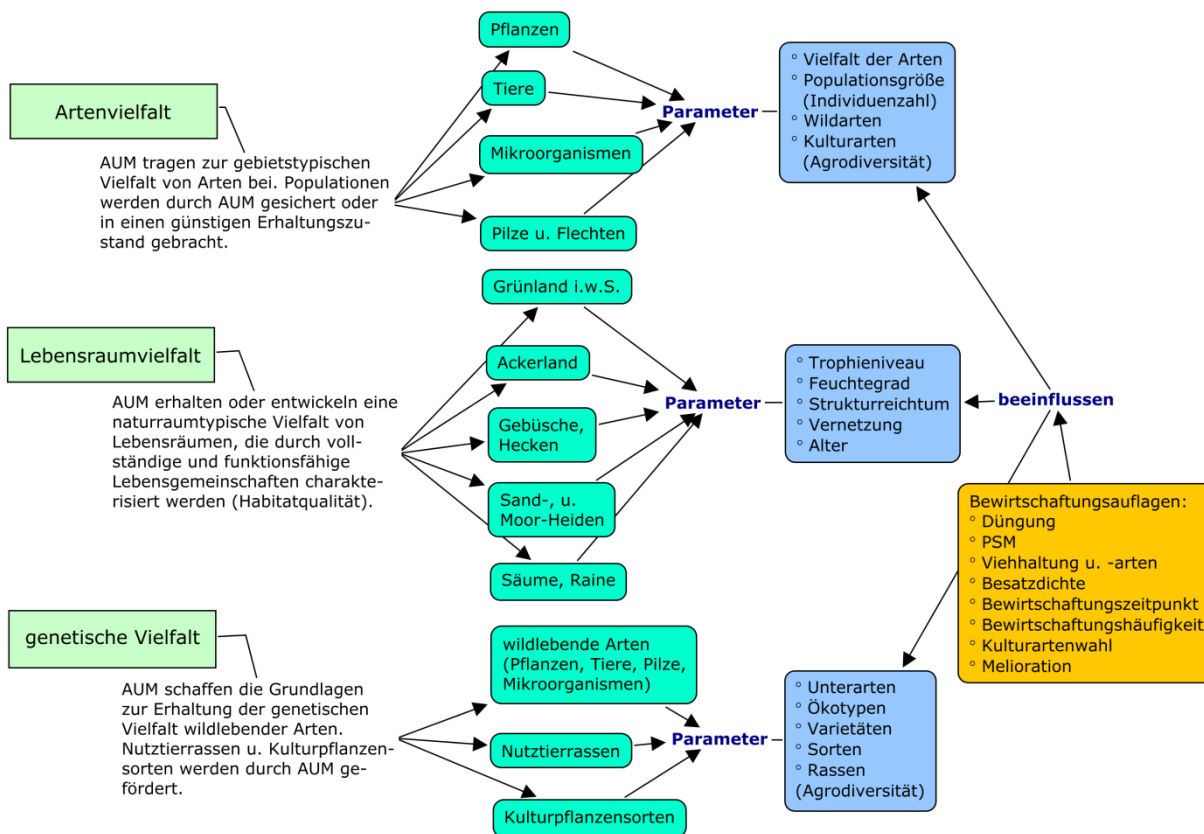 Artenvielfalt
AUM tragen zur gebietstypischen
Vielfalt von Arten bei. Populationen
werden durch AUM gesichert oder
in einen günstigen Erhaltungszu-
stand gebracht.
Pflanzen
Tiere
Mikroorganismen
Pilze u. Flechten
Parameter
° Vielfalt der Arten
° Populationsgröße
(Individuenzahl)
° Wildarten
° Kulturarten
(Agrodiversität)
Lebensraumvielfalt
AUM erhalten oder entwickeln eine
naturraumtypische Vielfalt von
Lebensräumen, die durch voll-
ständige und funktionsfähige
Lebensgemeinschaften charakte-
risiert werden (Habitatqualität).
Grünland i.w.S.
Ackerland
Gebüsche,
Hecken
Sand-, u.
Moor-Heiden
Säume, Raine
Parameter
° Trophieniveau
° Feuchtegrad
° Strukturreichtum
° Vernetzung
° Alter
beeinflussen
Bewirtschaftungsauflagen:
° Düngung
° PSM
° Viehhaltung u. -arten
° Besatzdichte
° Bewirtschaftungszeitpunkt
° Bewirtschaftungshäufigkeit
° Kulturartenwahl
° Melioration
genetische Vielfalt
AUM schaffen die Grundlagen
zur Erhaltung der genetischen
Vielfalt wildlebender Arten.
Nutztierrassen u. Kulturpflanzen-
sorten werden durch AUM ge-
fördert.
wildlebende Arten
(Pflanzen, Tiere, Pilze,
Mikroorganismen)
Nutztierrassen
Kulturpflanzensorten
Parameter
° Unterarten
° Ökotypen
° Varietäten
° Sorten
° Rassen
(Agrodiversität)